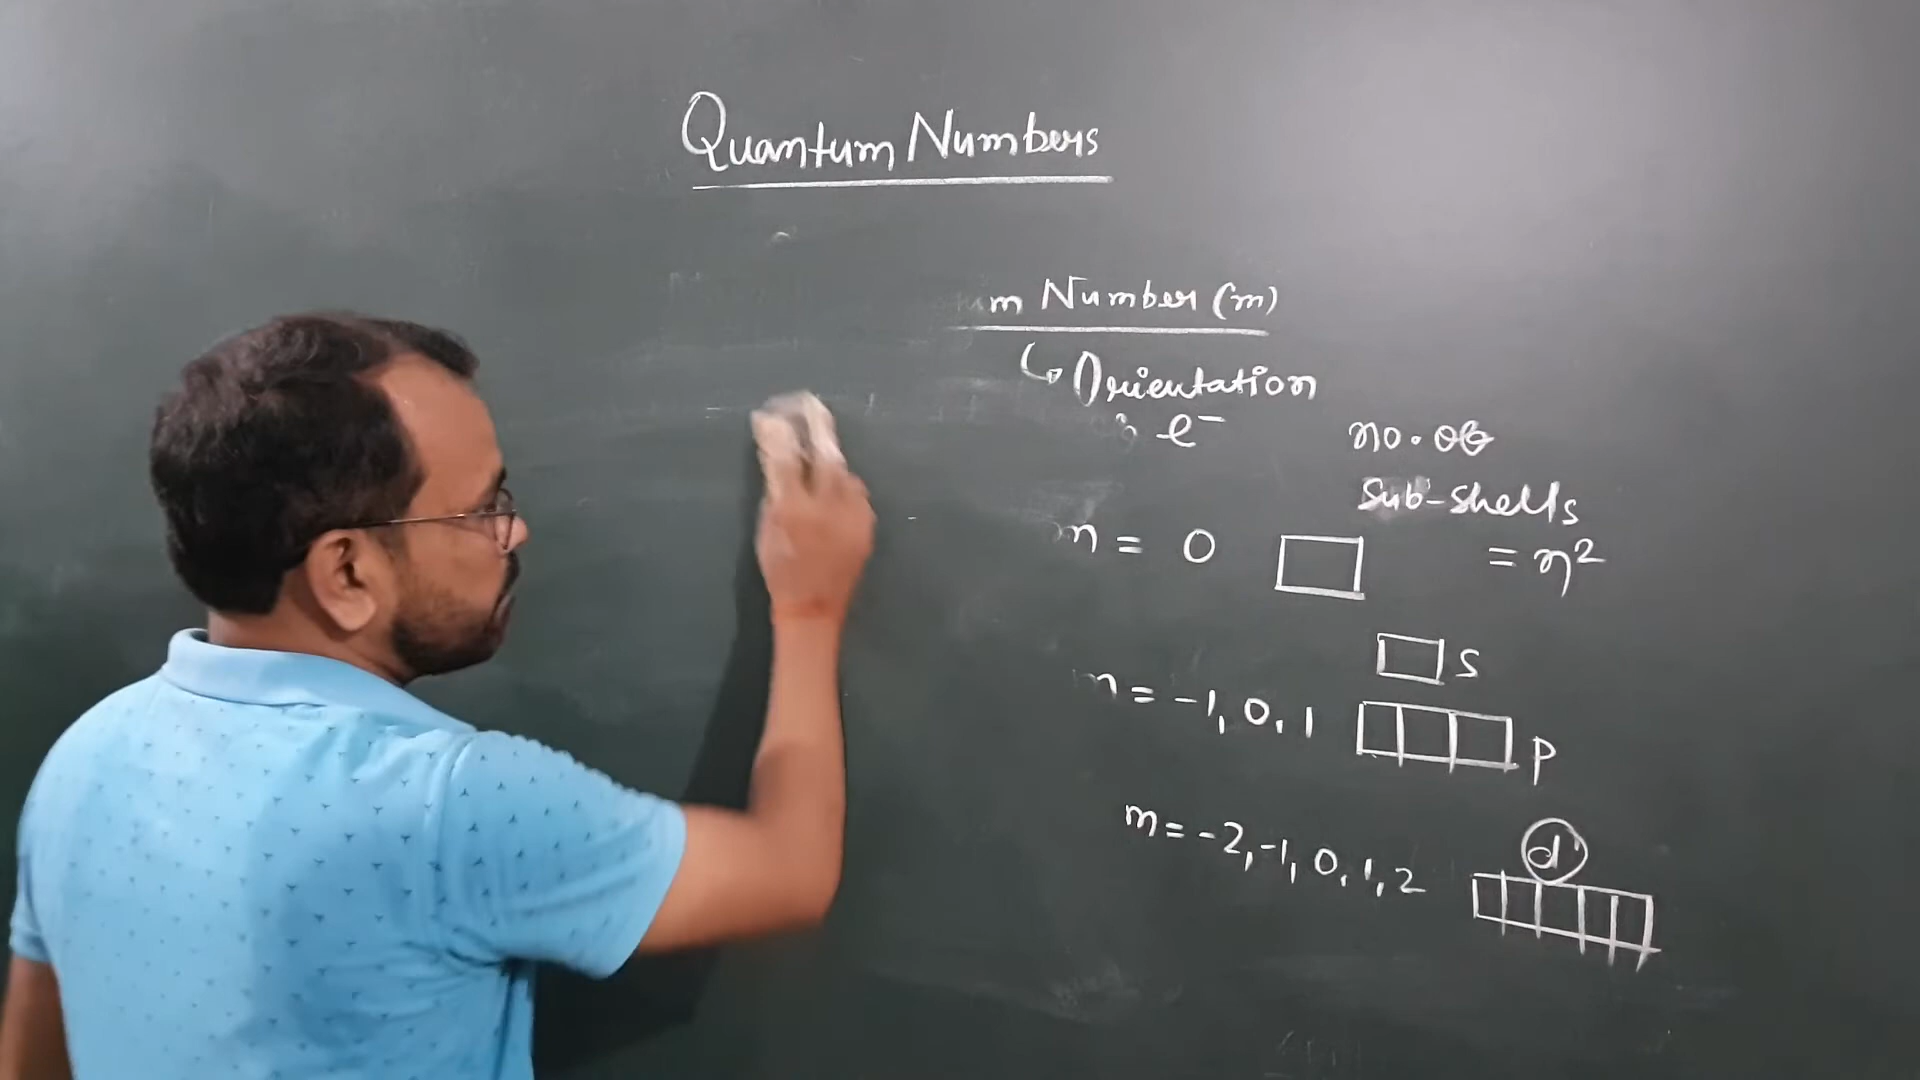 Quantum Numbers
m Number (m)
↳ Orientation
e⁻
no. of
Sub-shells
= n²
m = 0
s
m = -1, 0, 1
p
m = -2, -1, 0, 1, 2
d